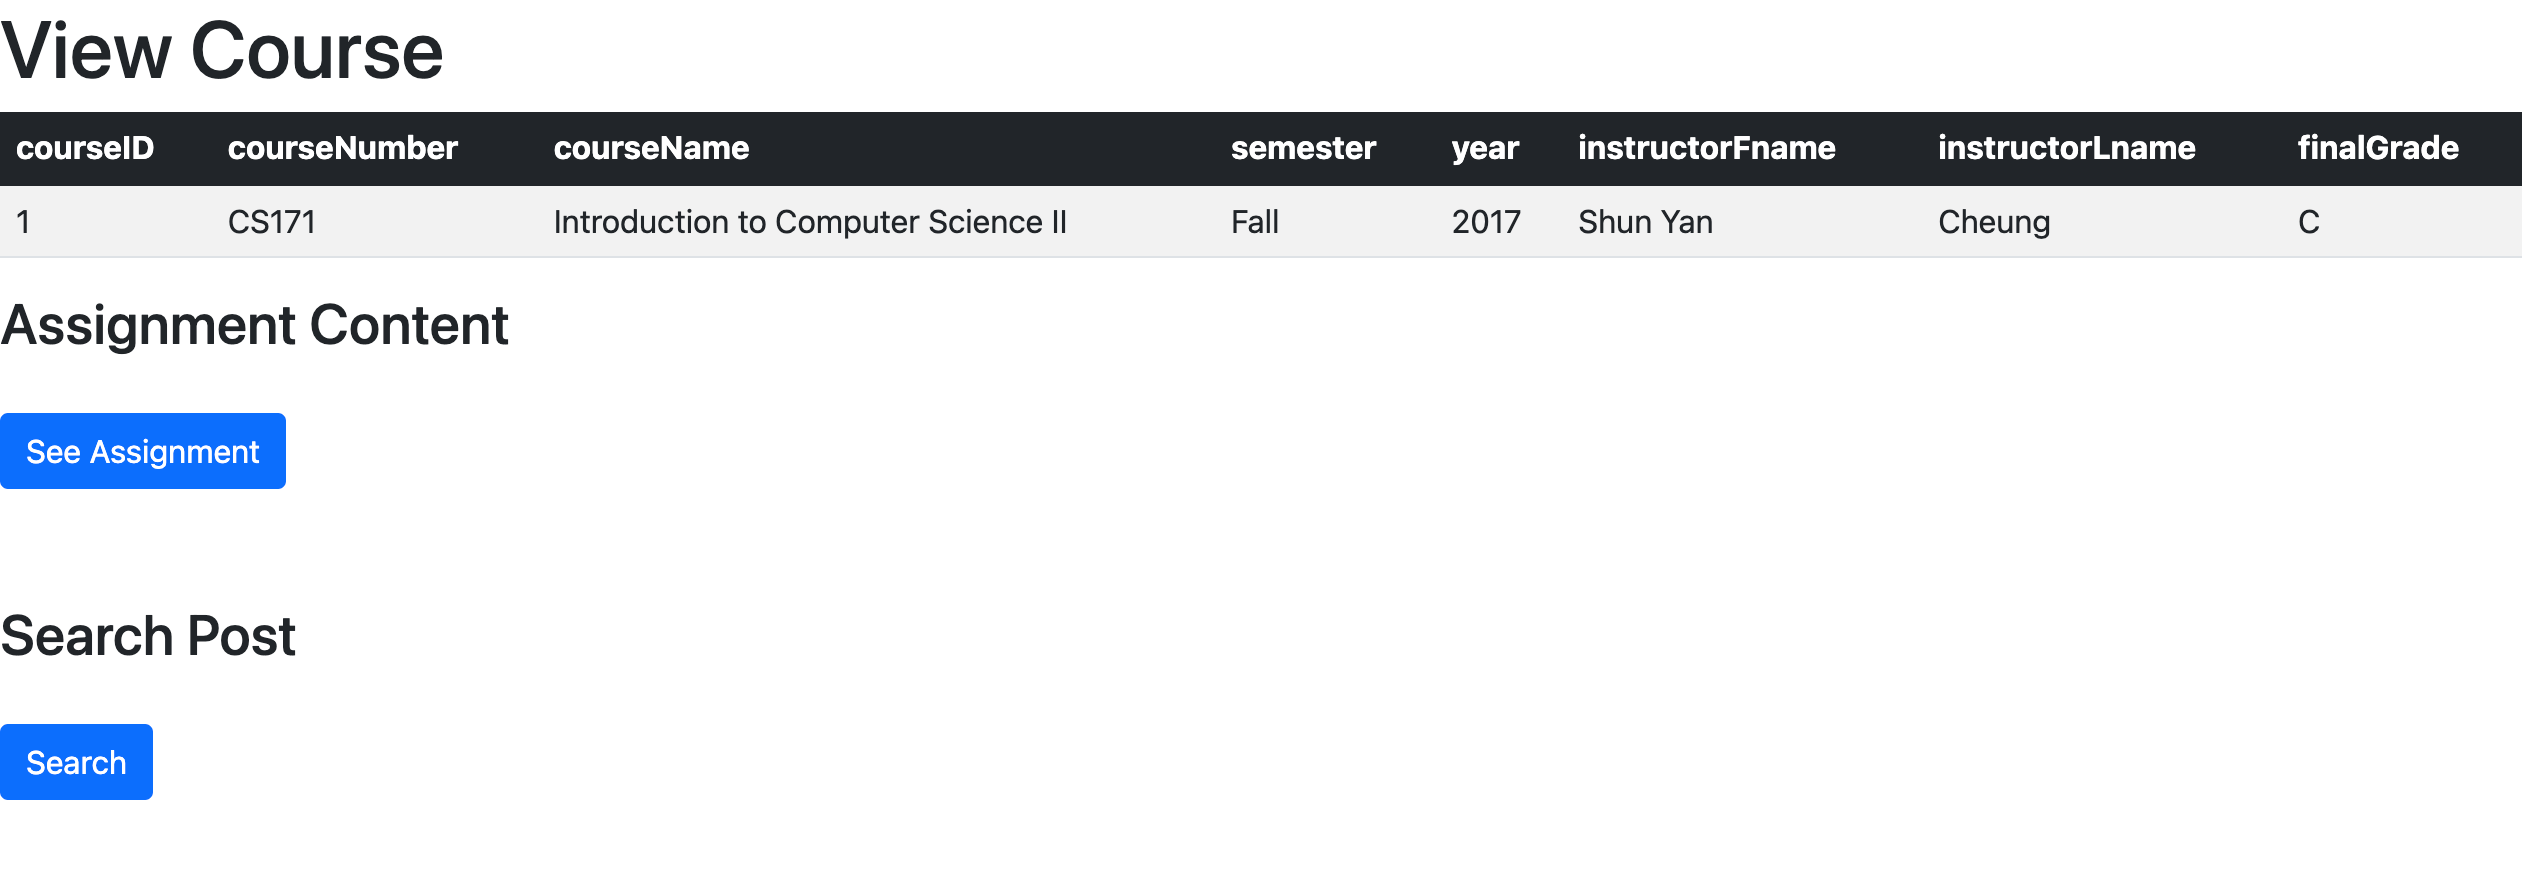 View Course
courseID courseNumber courseName semester year instructorFname instructorLname finalGrade
1 CS171 Introduction to Computer Science II Fall 2017 Shun Yan Cheung C
Assignment Content
See Assignment
Search Post
Search